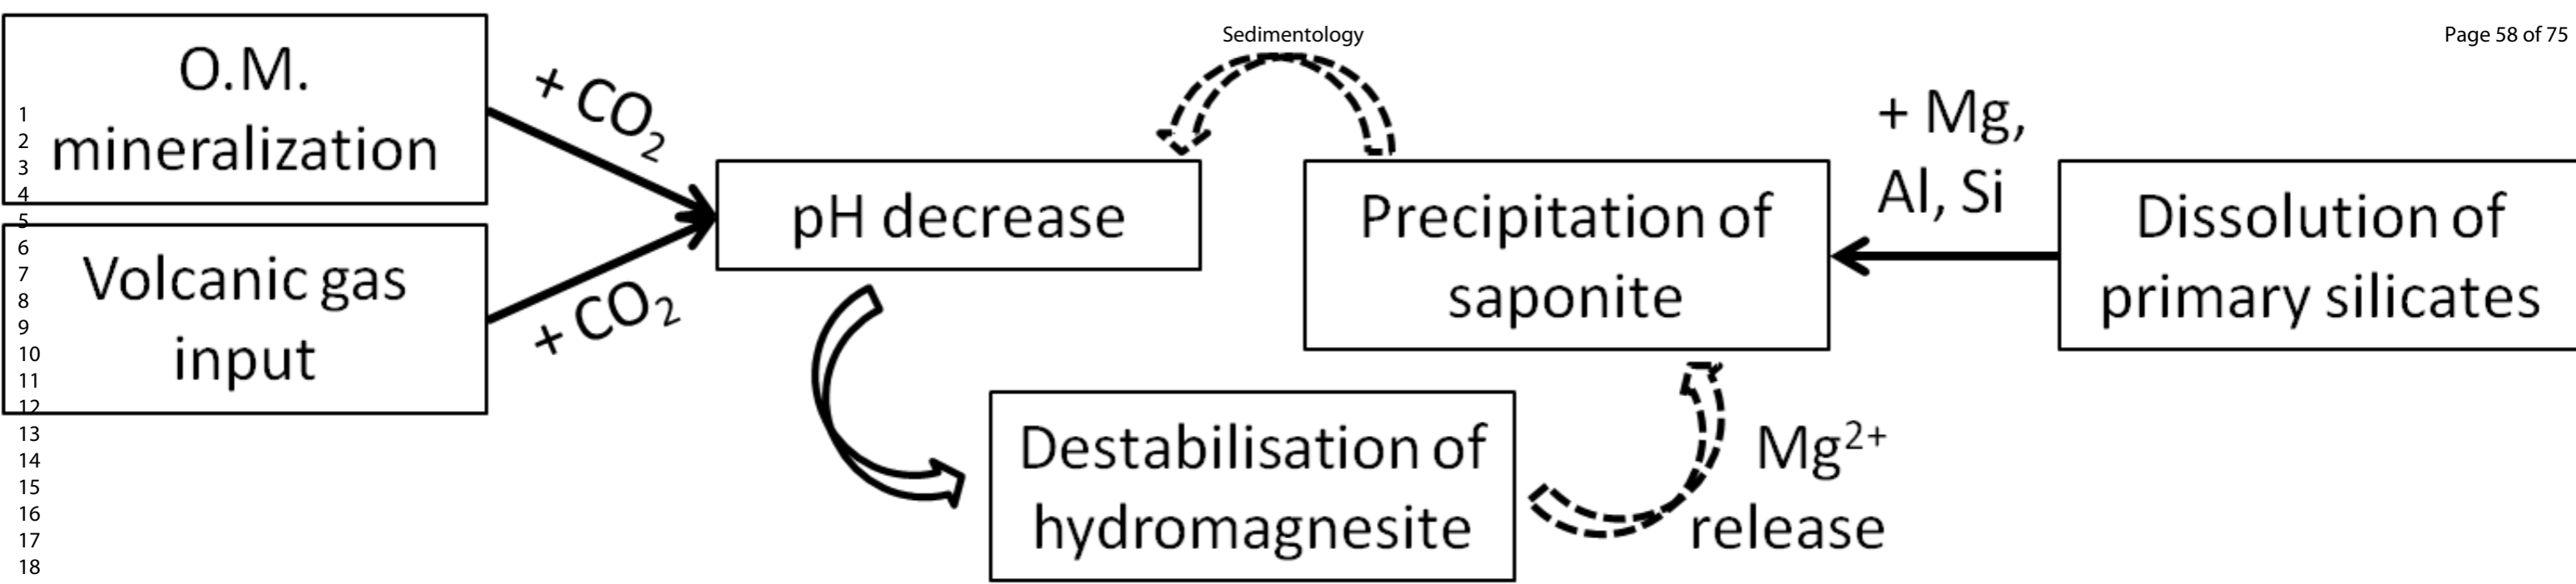 Sedimentology
Page 58 of 75
O.M.
mineralization
+ CO₂
Volcanic gas
input
+ CO₂
pH decrease
Precipitation of
saponite
+ Mg,
Al, Si
Dissolution of
primary silicates
Destabilisation of
hydromagnesite
Mg²⁺
release
1
2
3
4
5
6
7
8
9
10
11
12
13
14
15
16
17
18